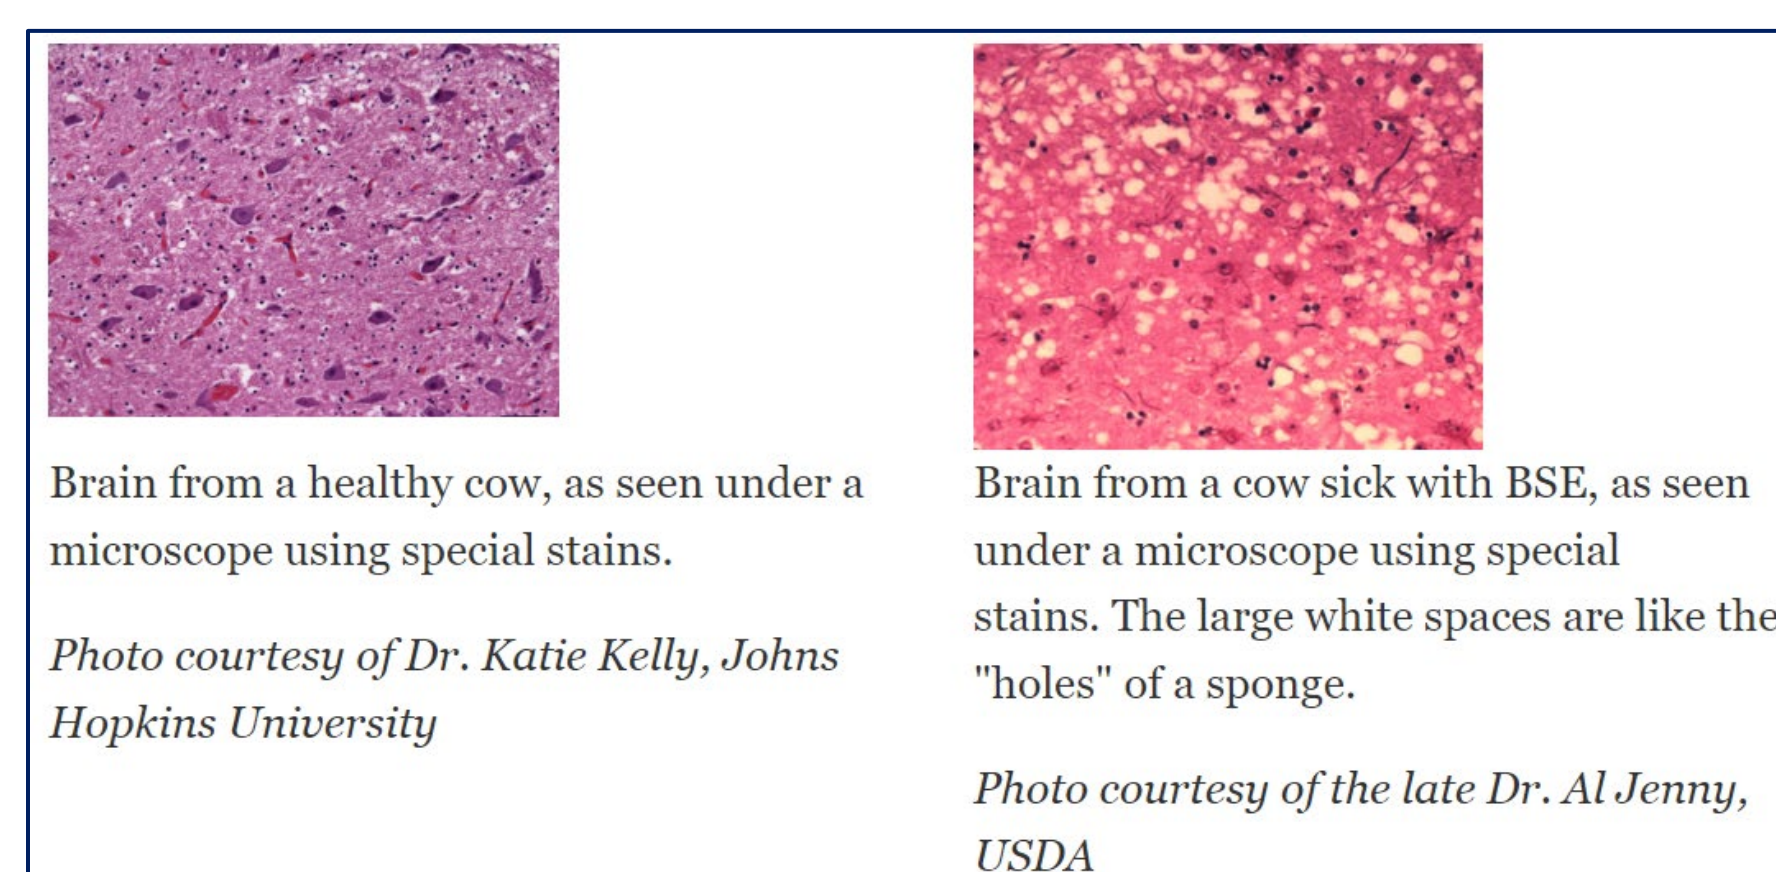 Brain from a healthy cow, as seen under a
microscope using special stains.
Photo courtesy of Dr. Katie Kelly, Johns
Hopkins University
Brain from a cow sick with BSE, as seen
under a microscope using special
stains. The large white spaces are like the
"holes" of a sponge.
Photo courtesy of the late Dr. Al Jenny,
USDA